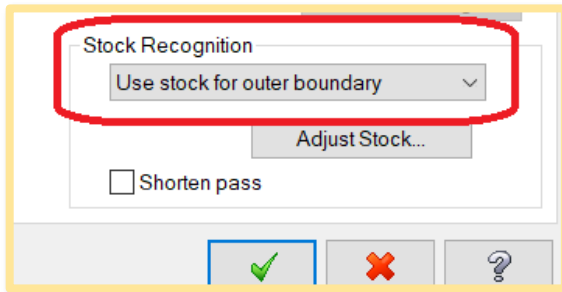 Stock Recognition
Use stock for outer boundary
Adjust Stock...
Shorten pass